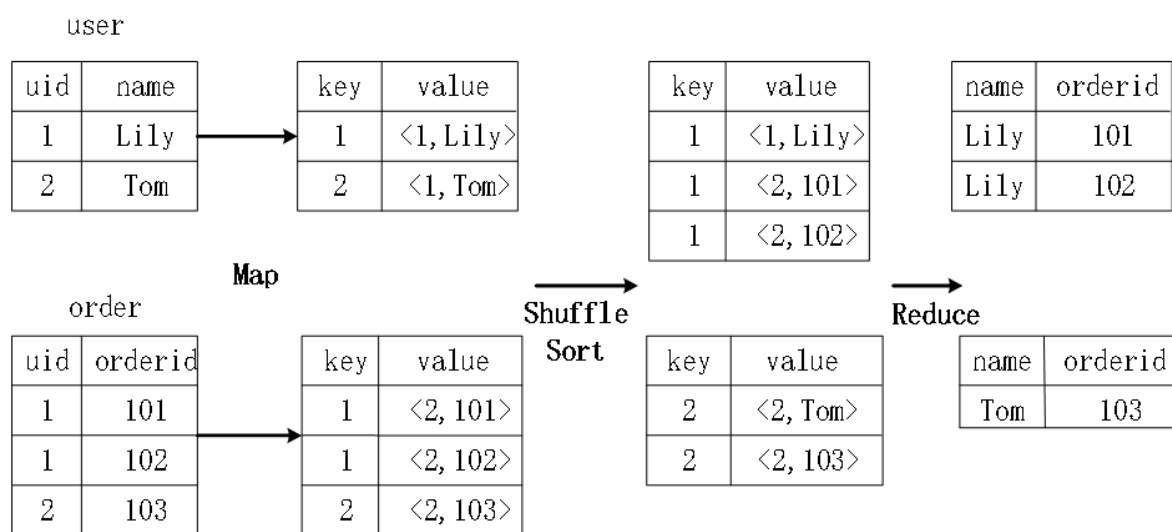 user
uid name
1 Lily
2 Tom
key value
1 <1,Lily>
2 <1,Tom>
Map
order
uid orderid
1 101
1 102
2 103
key value
1 <2,101>
1 <2,102>
2 <2,103>
Shuffle
Sort
key value
1 <1,Lily>
1 <2,101>
1 <2,102>
key value
2 <2,Tom>
2 <2,103>
Reduce
name orderid
Lily 101
Lily 102
name orderid
Tom 103